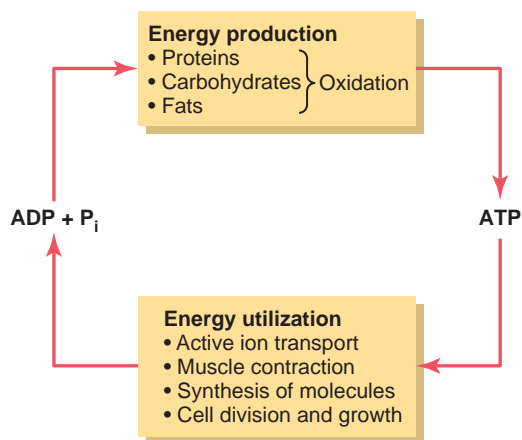 Energy production
• Proteins
• Carbohydrates
• Fats
Oxidation
ADP + Pi
ATP
Energy utilization
• Active ion transport
• Muscle contraction
• Synthesis of molecules
• Cell division and growth